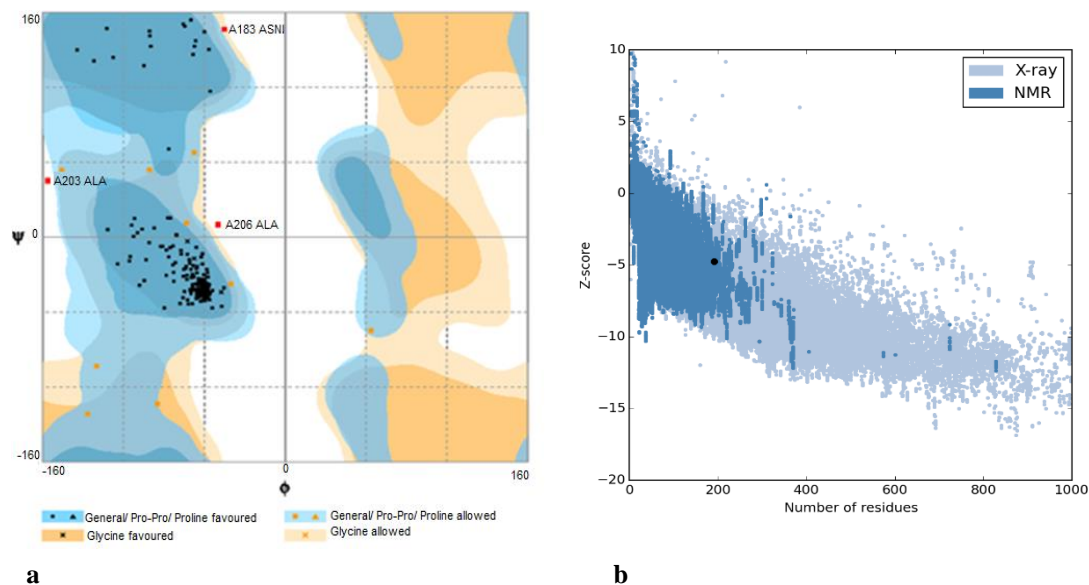 160
A183 ASNI
A203 ALA
A206 ALA
Ψ
0
-160
-160
0
160
Φ
General/ Pro-Pro/ Proline favoured
General/ Pro-Pro/ Proline allowed
Glycine favoured
Glycine allowed
a
10
5
0
−5
−10
−15
−20
Z-score
X-ray
NMR
0
200
400
600
800
1000
Number of residues
b